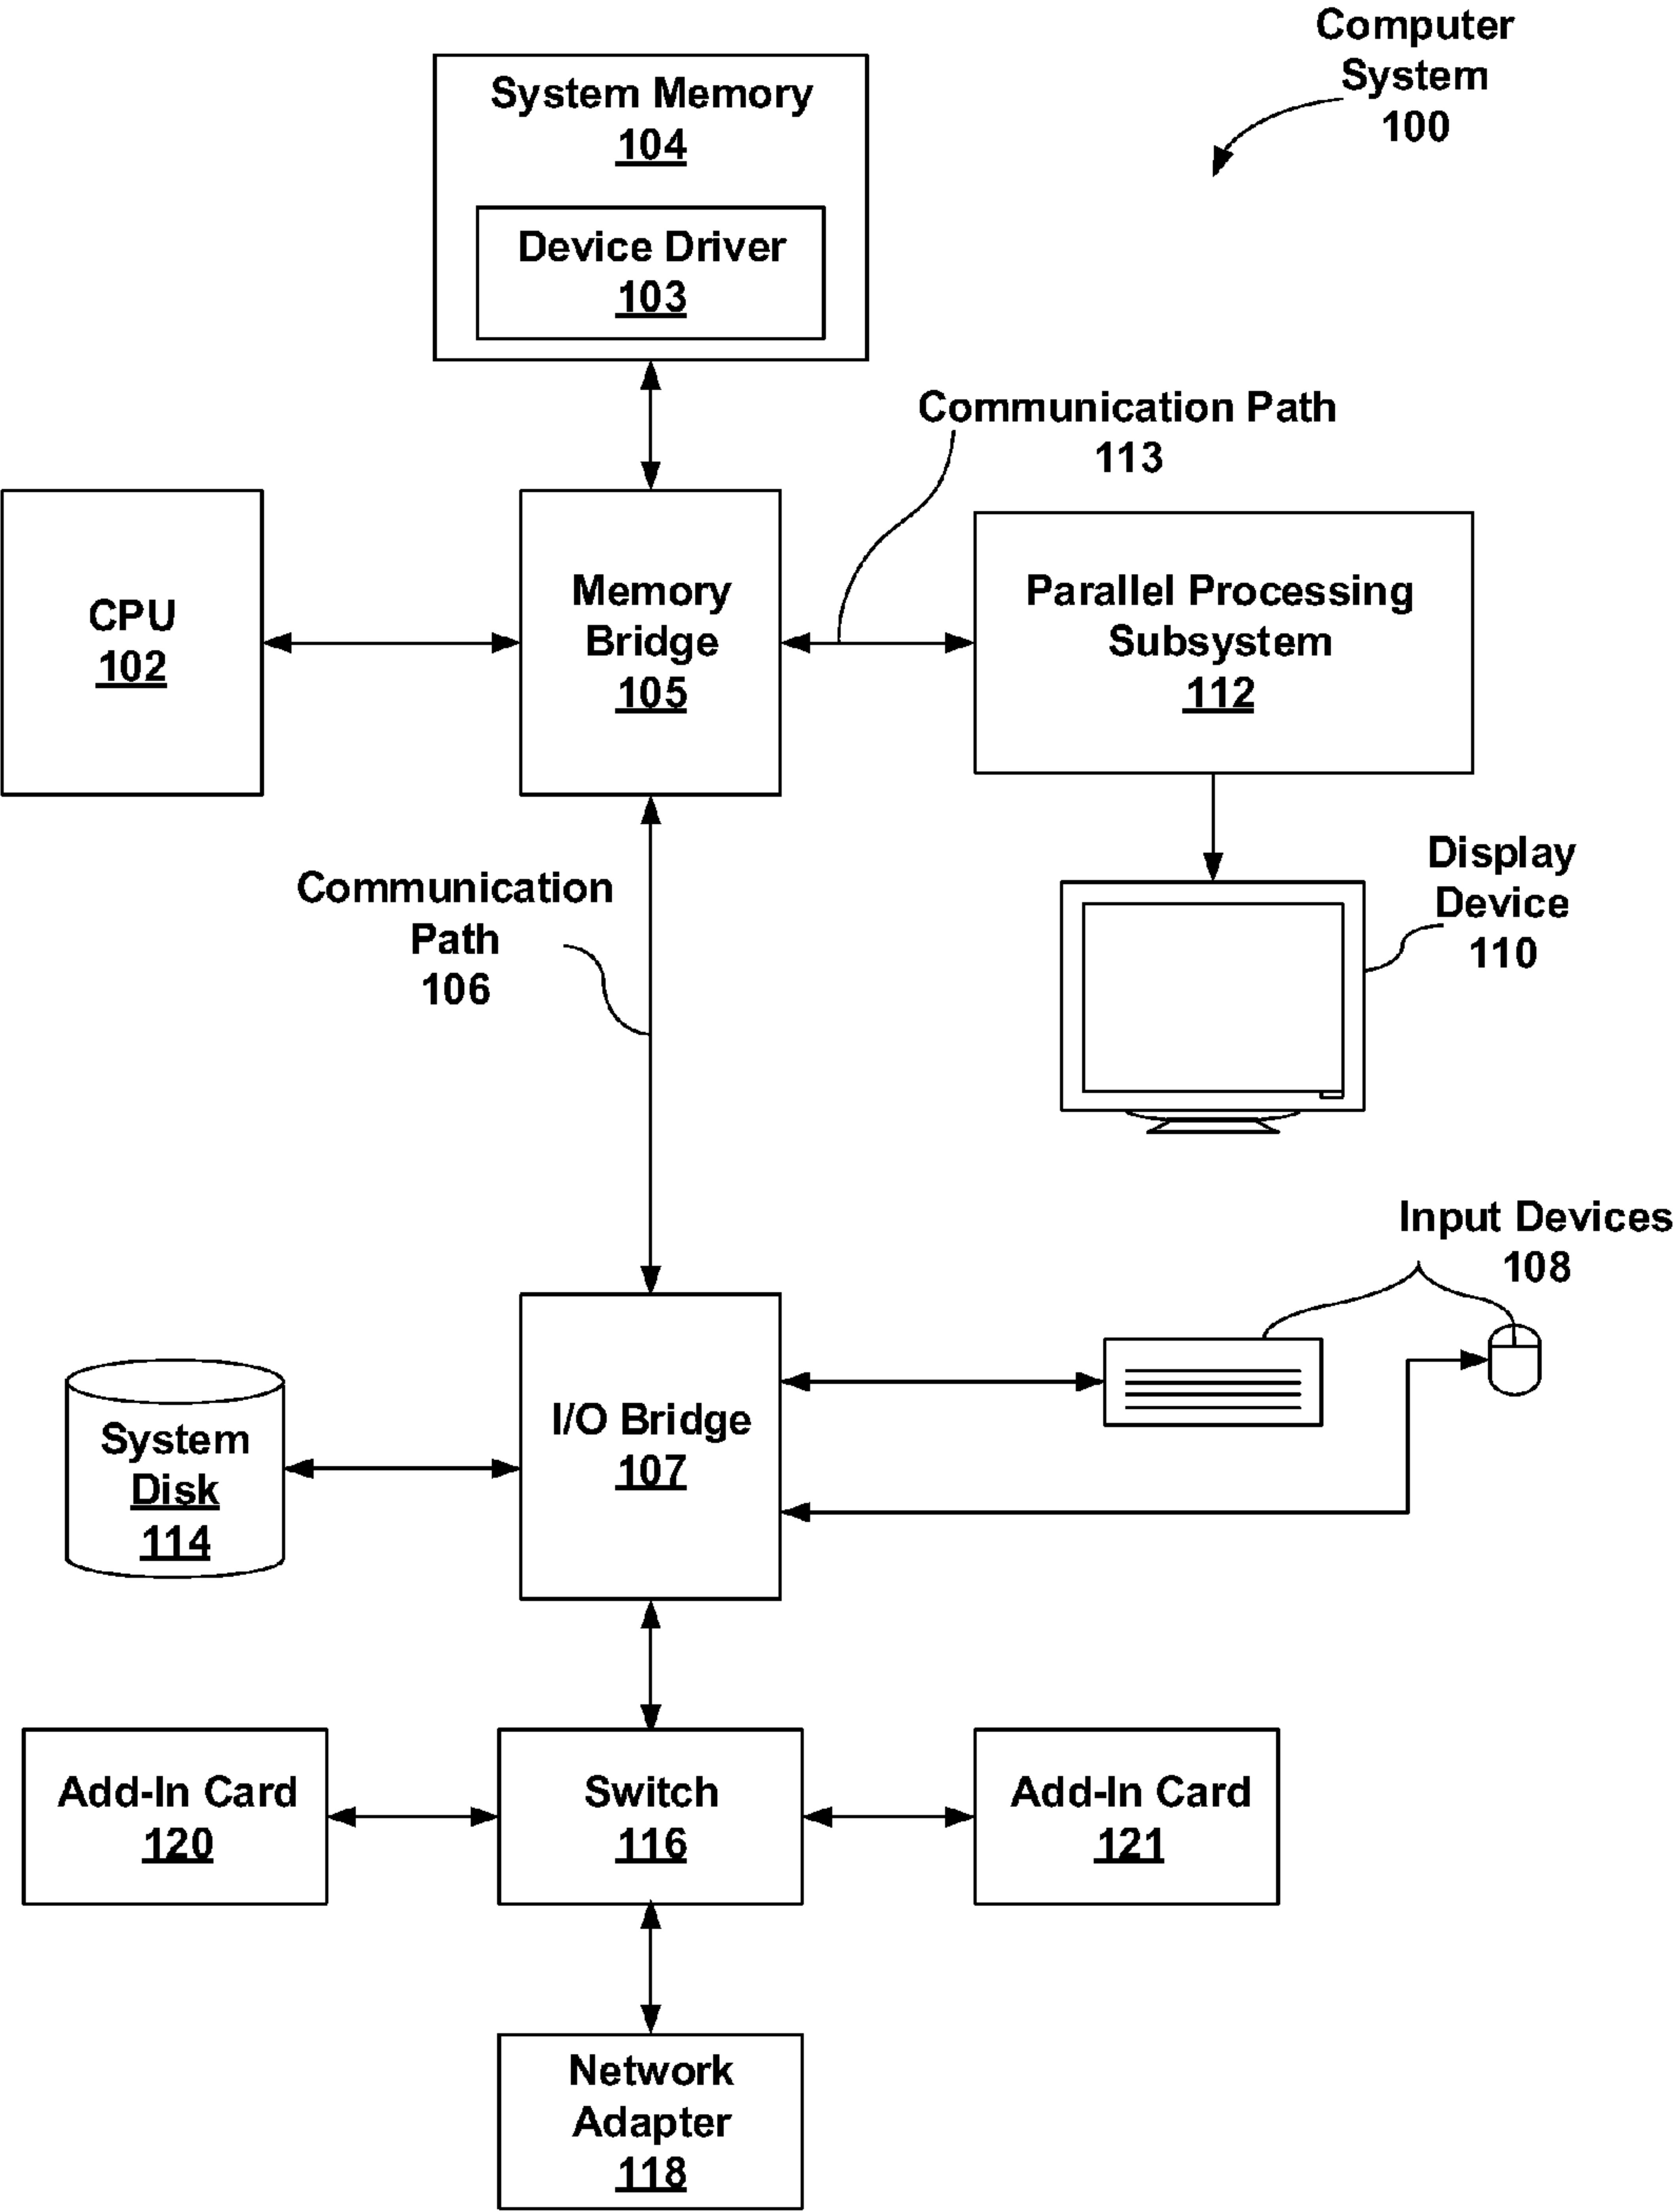 Computer
System
100
System Memory
104
Device Driver
103
Communication Path
113
CPU
102
Memory
Bridge
105
Parallel Processing
Subsystem
112
Communication
Path
106
Display
Device
110
Input Devices
108
System
Disk
114
I/O Bridge
107
Add-In Card
120
Switch
116
Add-In Card
121
Network
Adapter
118